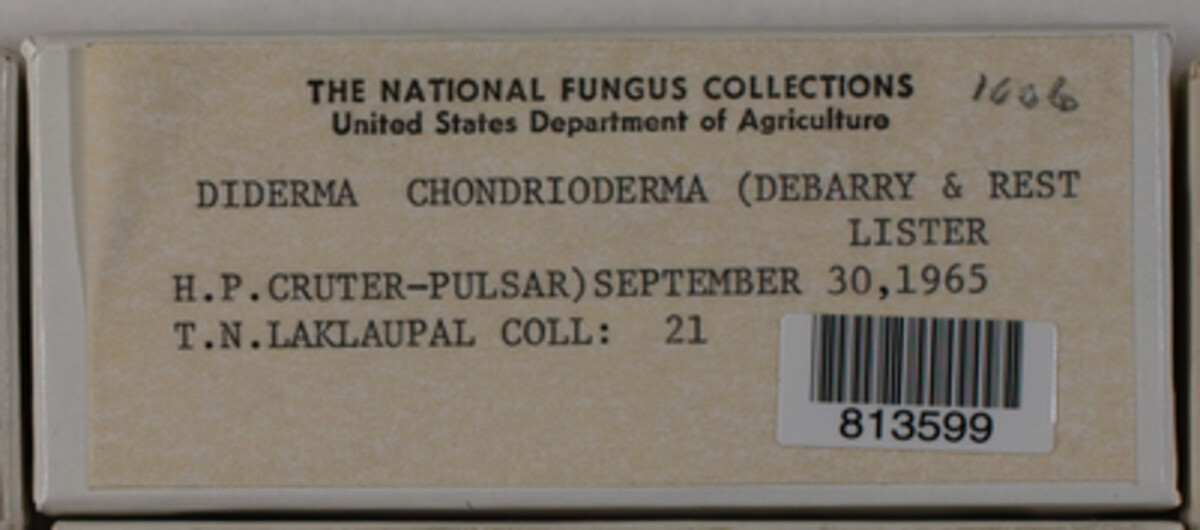 THE NATIONAL FUNGUS COLLECTIONS 1606
United States Department of Agriculture
DIDERMA CHONDRIODERMA (DEBARRY & REST
LISTER
H.P.CRUTER-PULSAR)SEPTEMBER 30,1965
T.N.LAKLAUPAL COLL: 21
813599